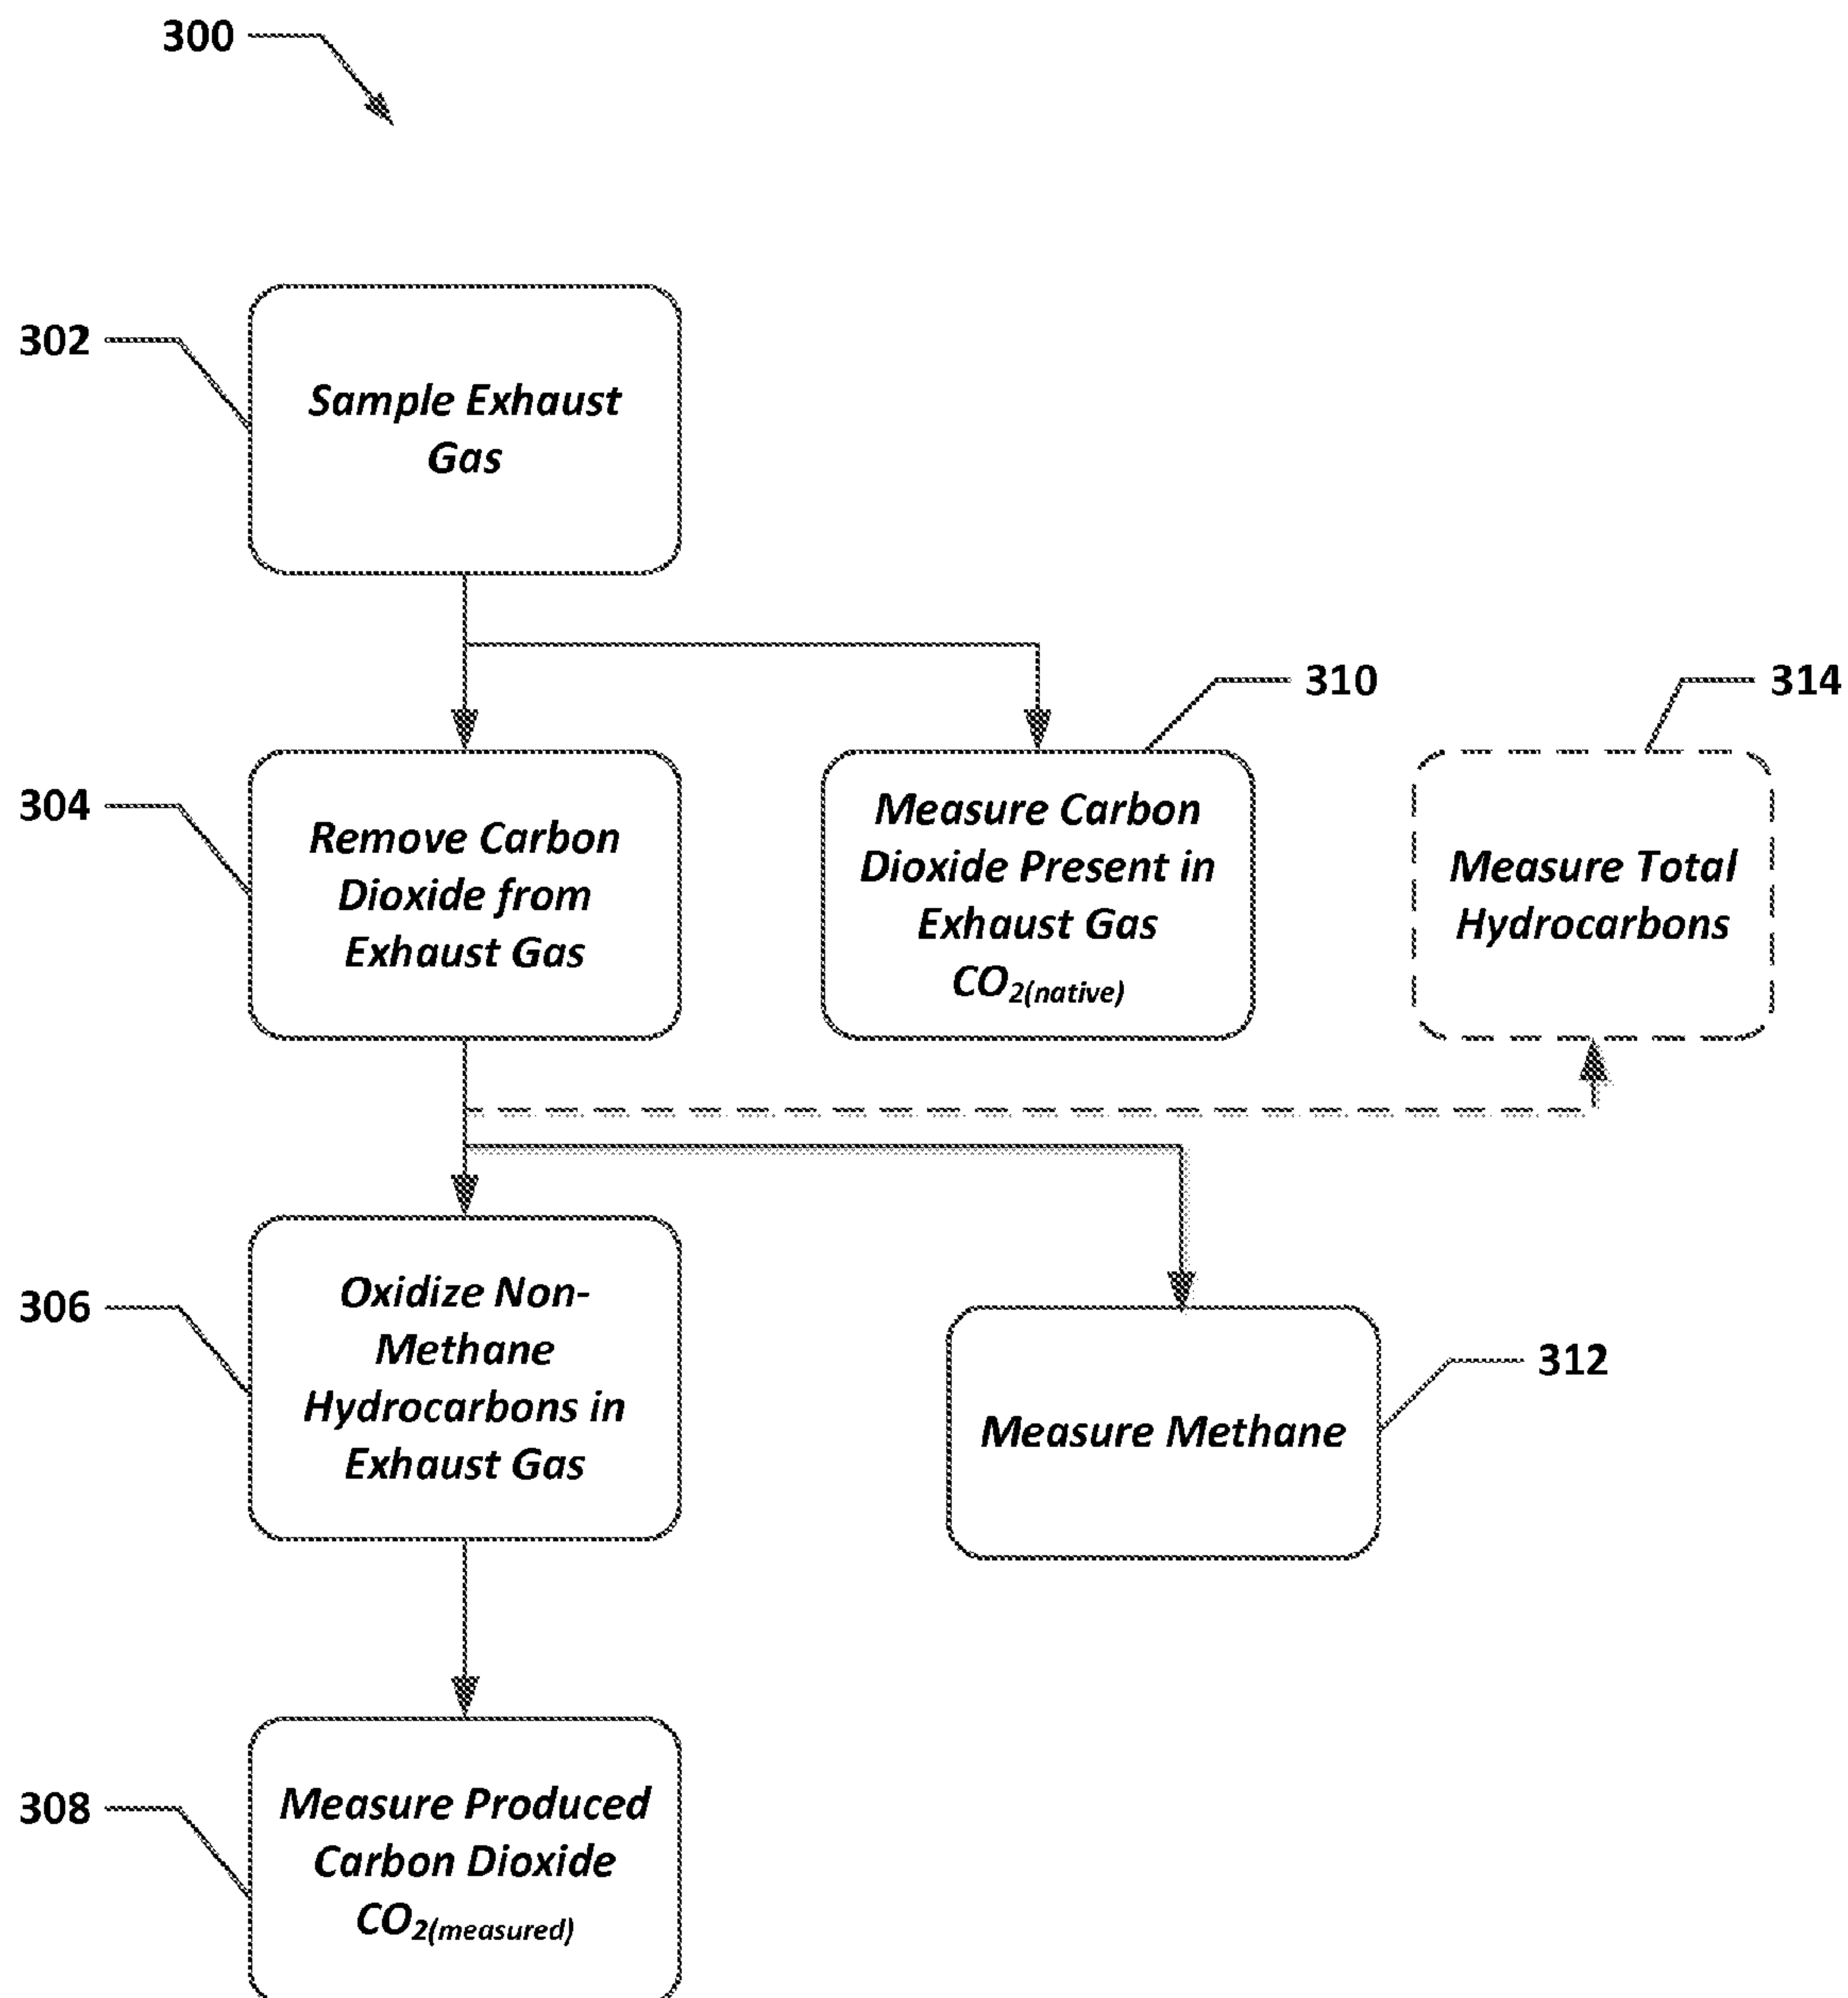 300
302
Sample Exhaust
Gas
310
314
304
Remove Carbon
Dioxide from
Exhaust Gas
Measure Carbon
Dioxide Present in
Exhaust Gas
CO2(native)
Measure Total
Hydrocarbons
306
Oxidize Non-
Methane
Hydrocarbons in
Exhaust Gas
312
Measure Methane
308
Measure Produced
Carbon Dioxide
CO2(measured)